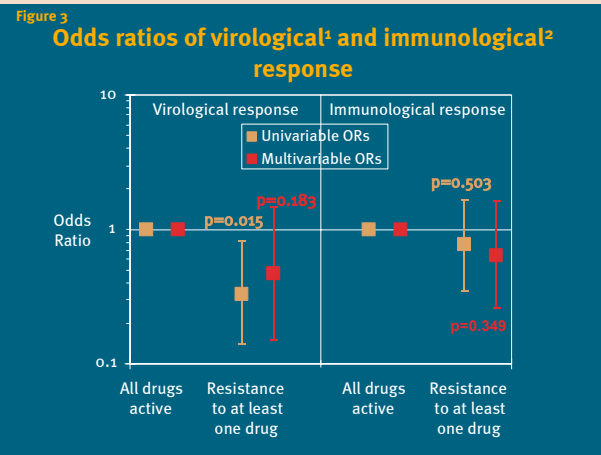 Figure 3
Odds ratios of virological¹ and immunological²
response
10
Virological response
Immunological response
Univariable ORs
Multivariable ORs
p=0.503
p=0.183
p=0.015
Odds
Ratio
1
p=0.349
0.1
All drugs
active
Resistance
to at least
one drug
All drugs
active
Resistance
to at least
one drug